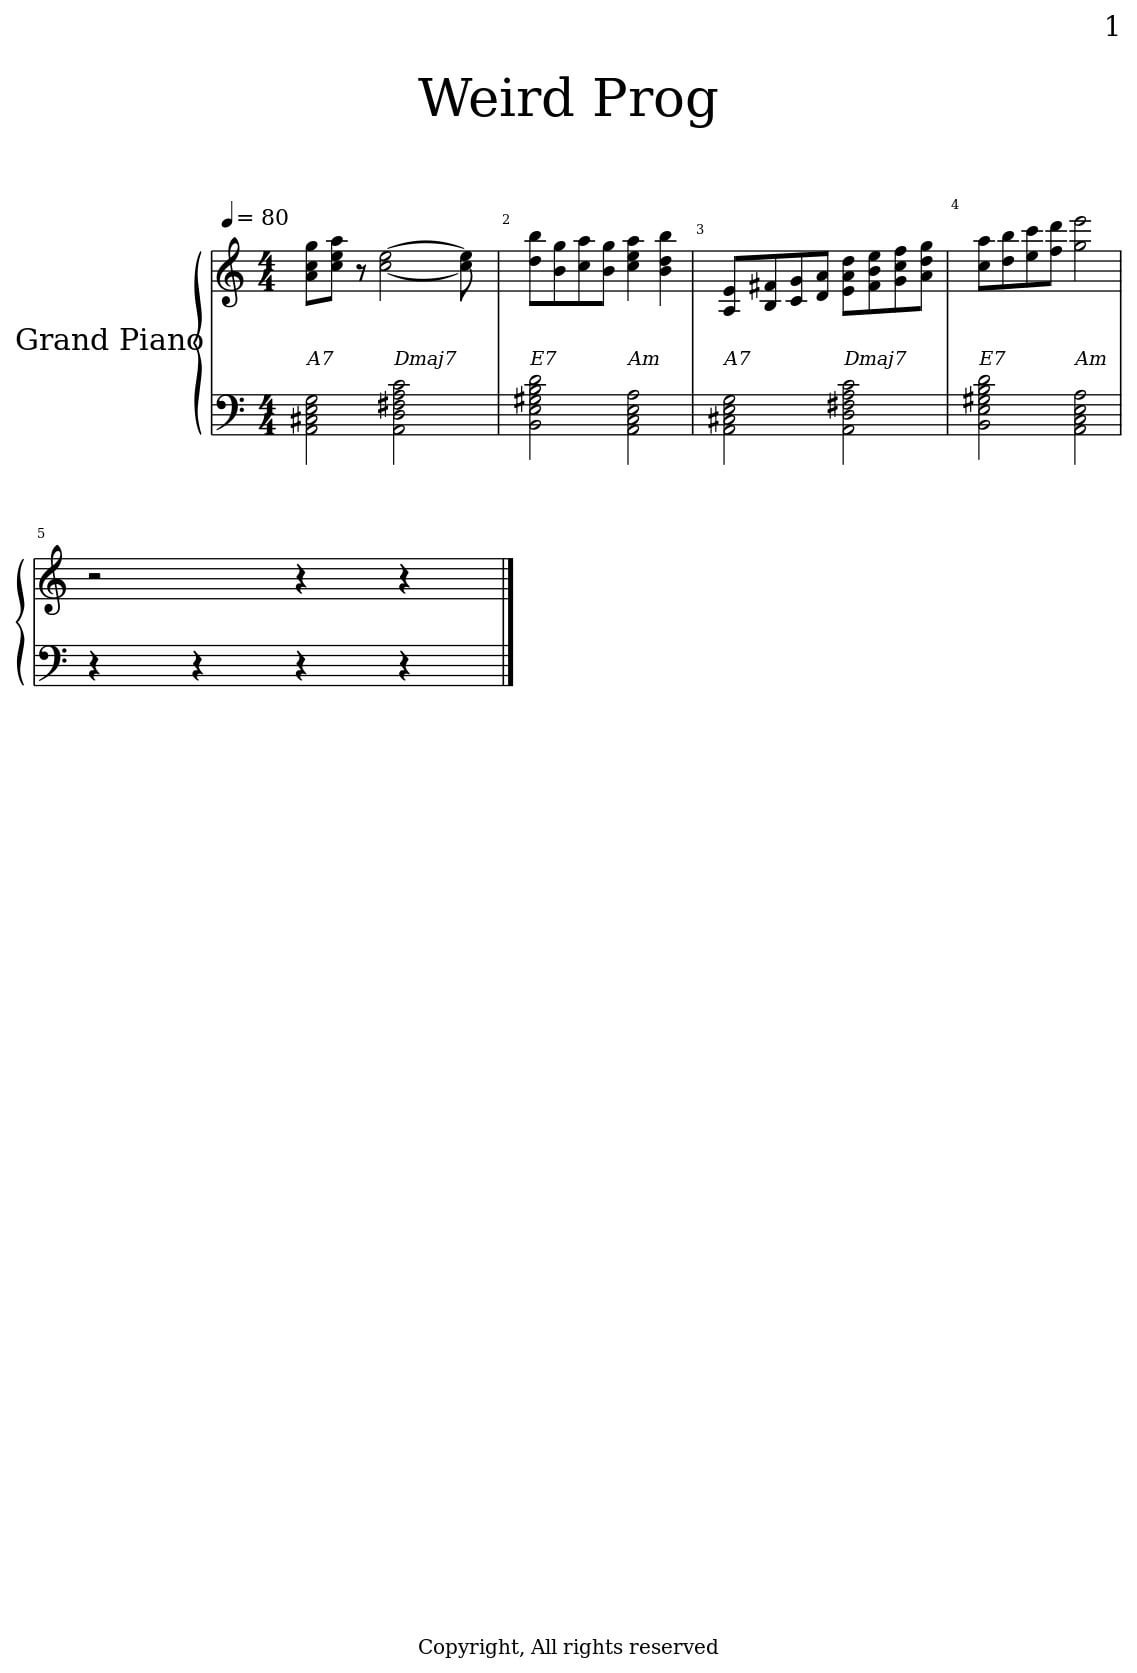 1
Weird Prog
= 80
2
3
4
Grand Piano
A7 Dmaj7 E7 Am A7 Dmaj7 E7 Am
5
Copyright, All rights reserved